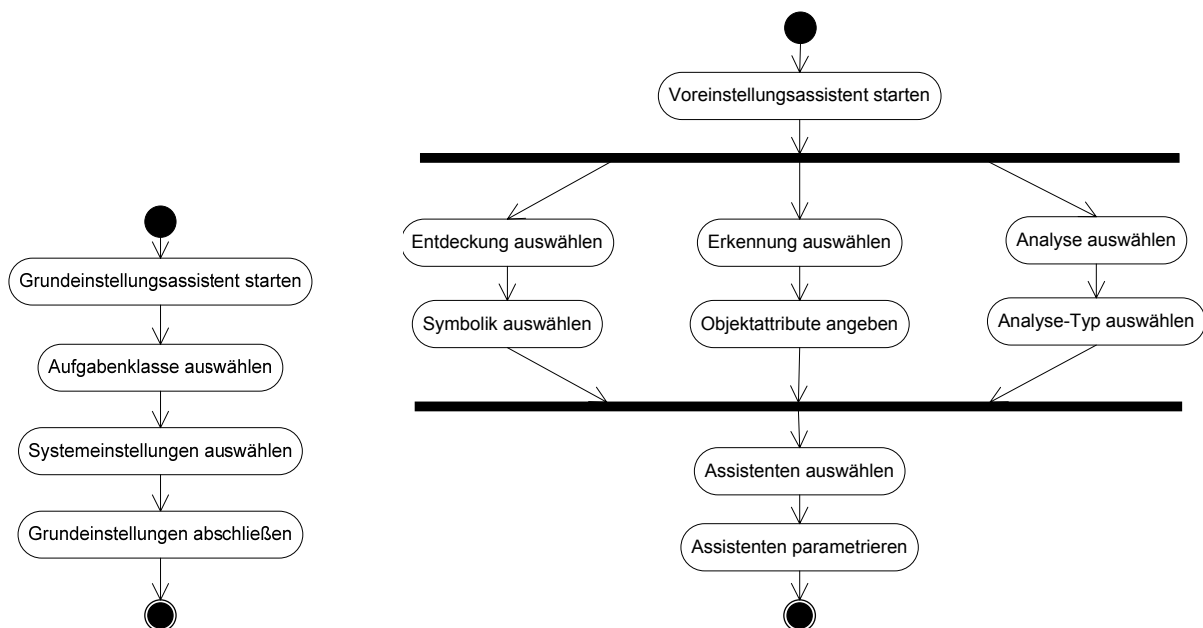 Grundeinstellungsassistent starten
Aufgabenklasse auswählen
Systemeinstellungen auswählen
Grundeinstellungen abschließen
Voreinstellungsassistent starten
Entdeckung auswählen
Erkennung auswählen
Analyse auswählen
Symbolik auswählen
Objektattribute angeben
Analyse-Typ auswählen
Assistenten auswählen
Assistenten parametrieren